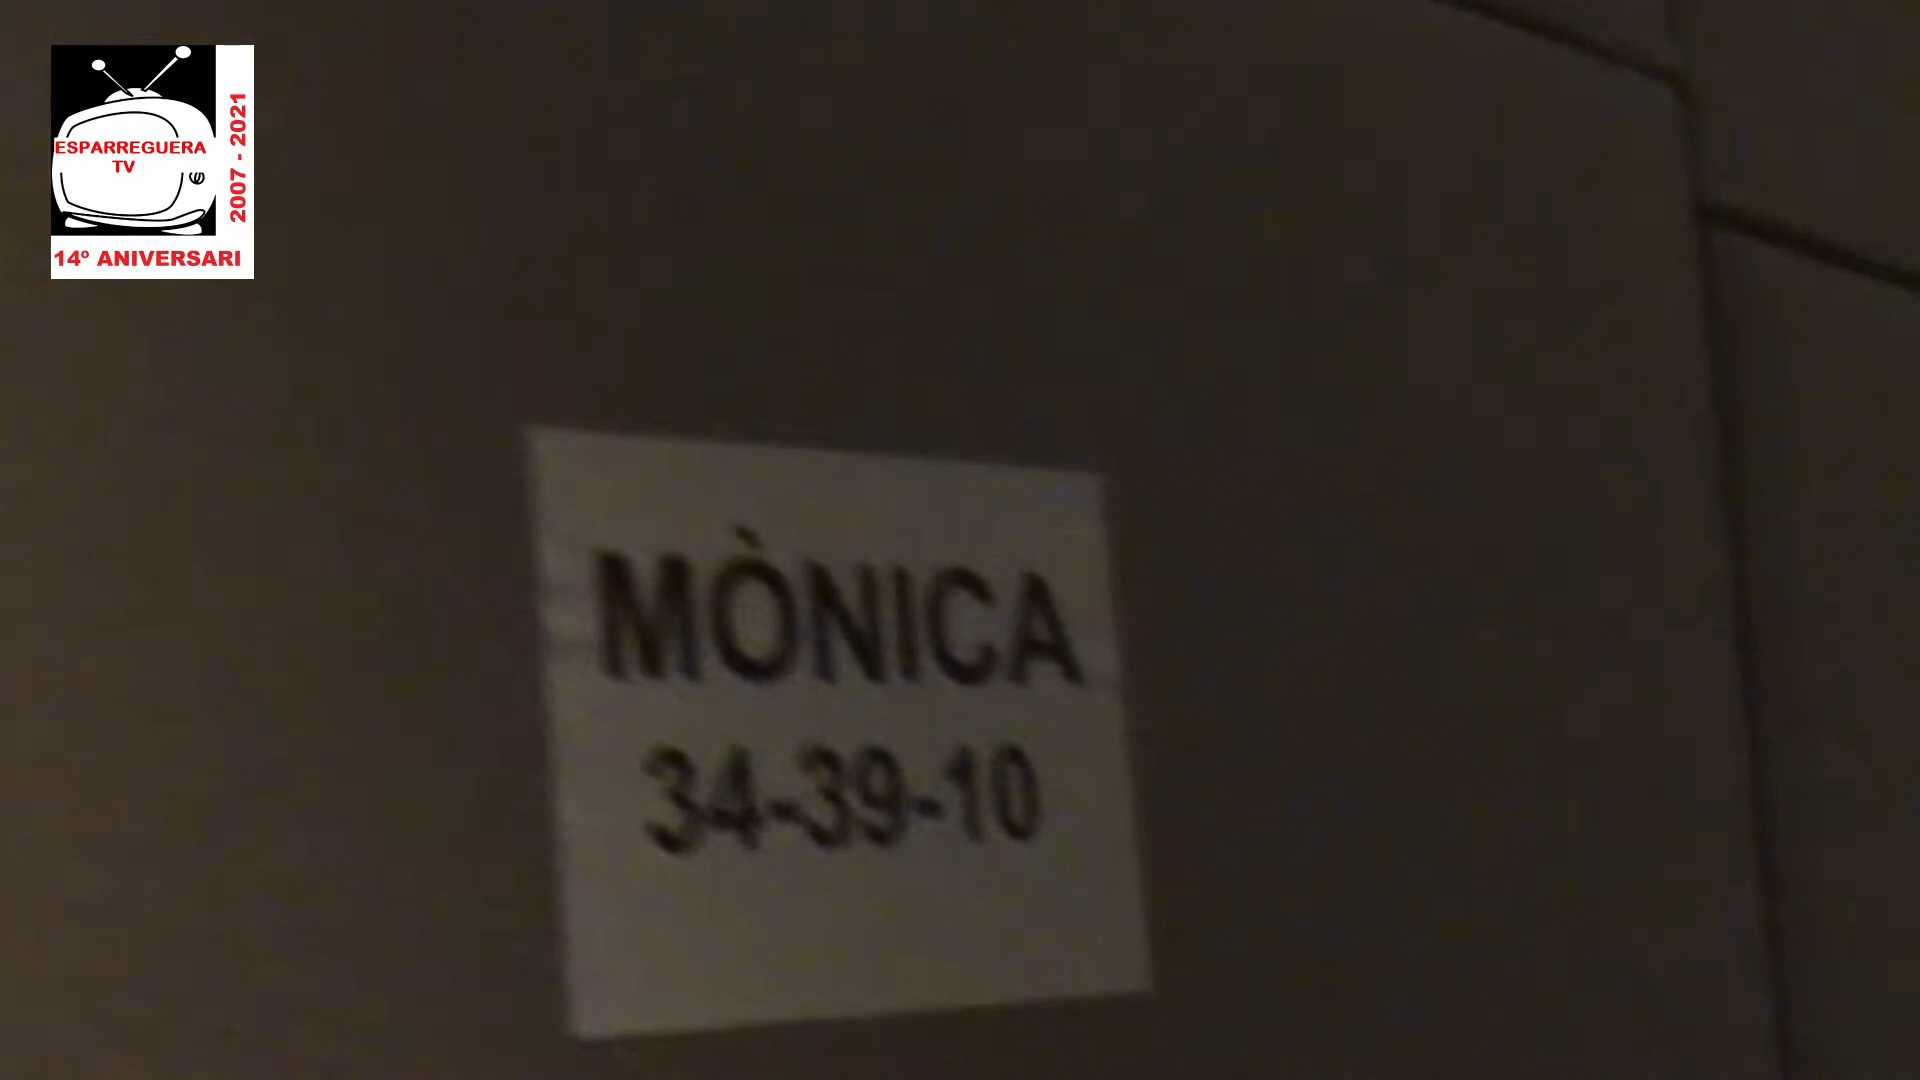 ESPARREGUERA
TV
2007 - 2021
14º ANIVERSARI
MÒNICA
34-39-10